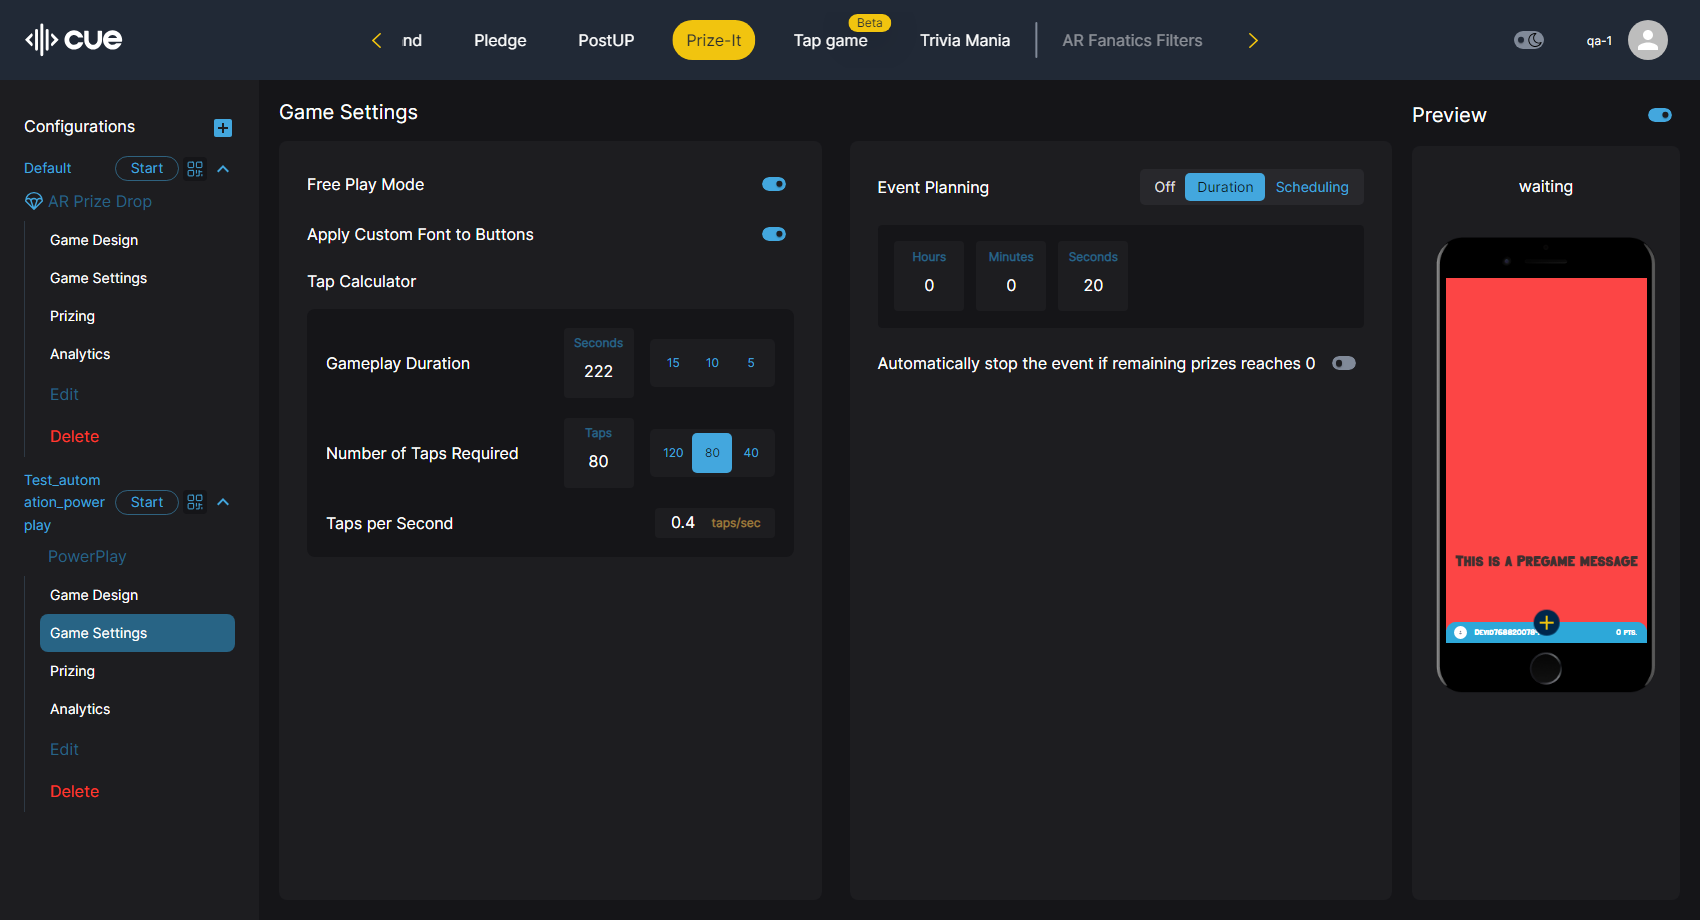 cue
nd
Pledge
PostUP
Prize-It
Beta
Tap game
Trivia Mania
AR Fanatics Filters
qa-1
Configurations
Default
Start
AR Prize Drop
Game Design
Game Settings
Prizing
Analytics
Edit
Delete
Test_autom
ation_power
play
Start
PowerPlay
Game Design
Game Settings
Prizing
Analytics
Edit
Delete
Game Settings
Free Play Mode
Apply Custom Font to Buttons
Tap Calculator
Gameplay Duration
Seconds
222
15 10 5
Number of Taps Required
Taps
80
120 80 40
Taps per Second
0.4 taps/sec
Event Planning
Off Duration Scheduling
Hours
0
Minutes
0
Seconds
20
Automatically stop the event if remaining prizes reaches 0
Preview
waiting
This is a Pregame message
0 pts.